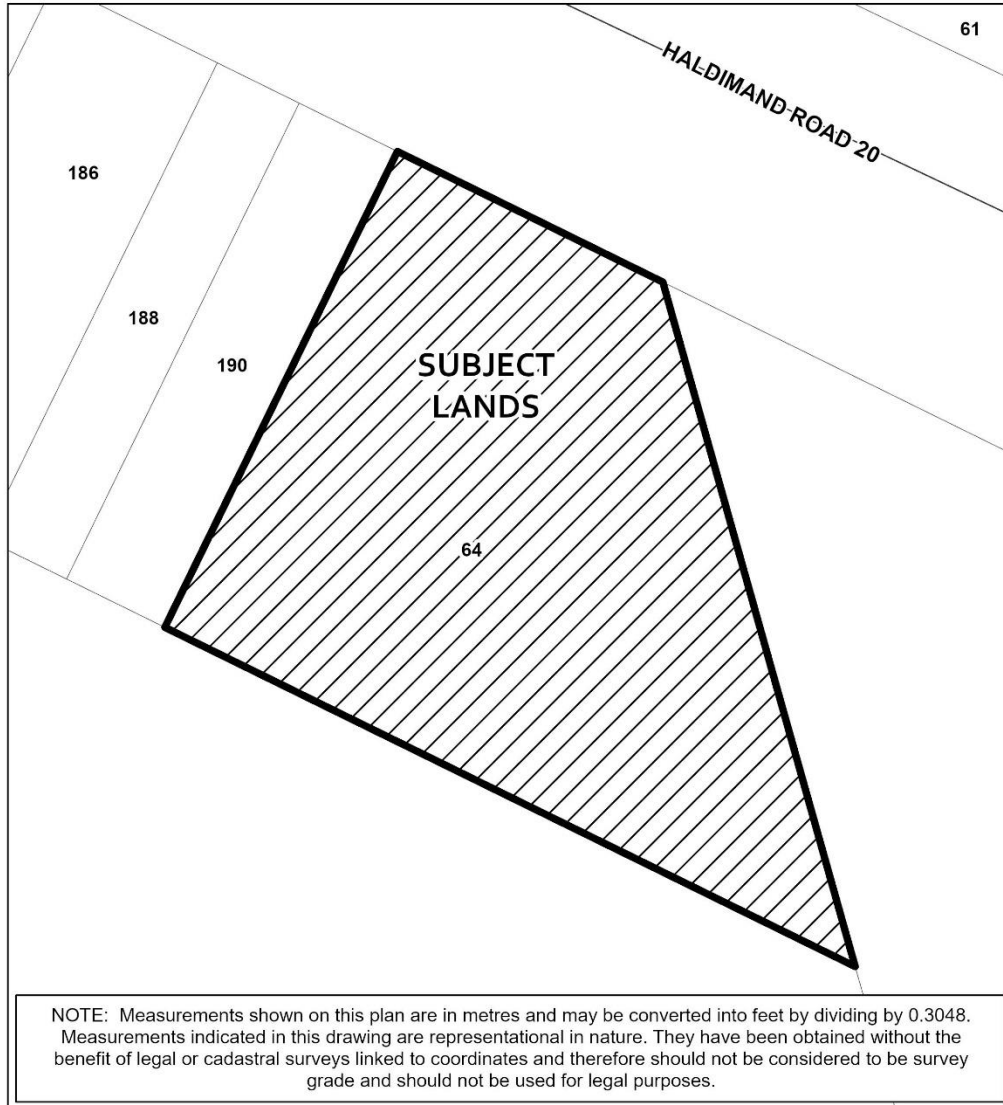 61
HALDIMAND ROAD 20
186
188
190
SUBJECT
LANDS
64
NOTE: Measurements shown on this plan are in metres and may be converted into feet by dividing by 0.3048.
Measurements indicated in this drawing are representational in nature. They have been obtained without the
benefit of legal or cadastral surveys linked to coordinates and therefore should not be considered to be survey
grade and should not be used for legal purposes.